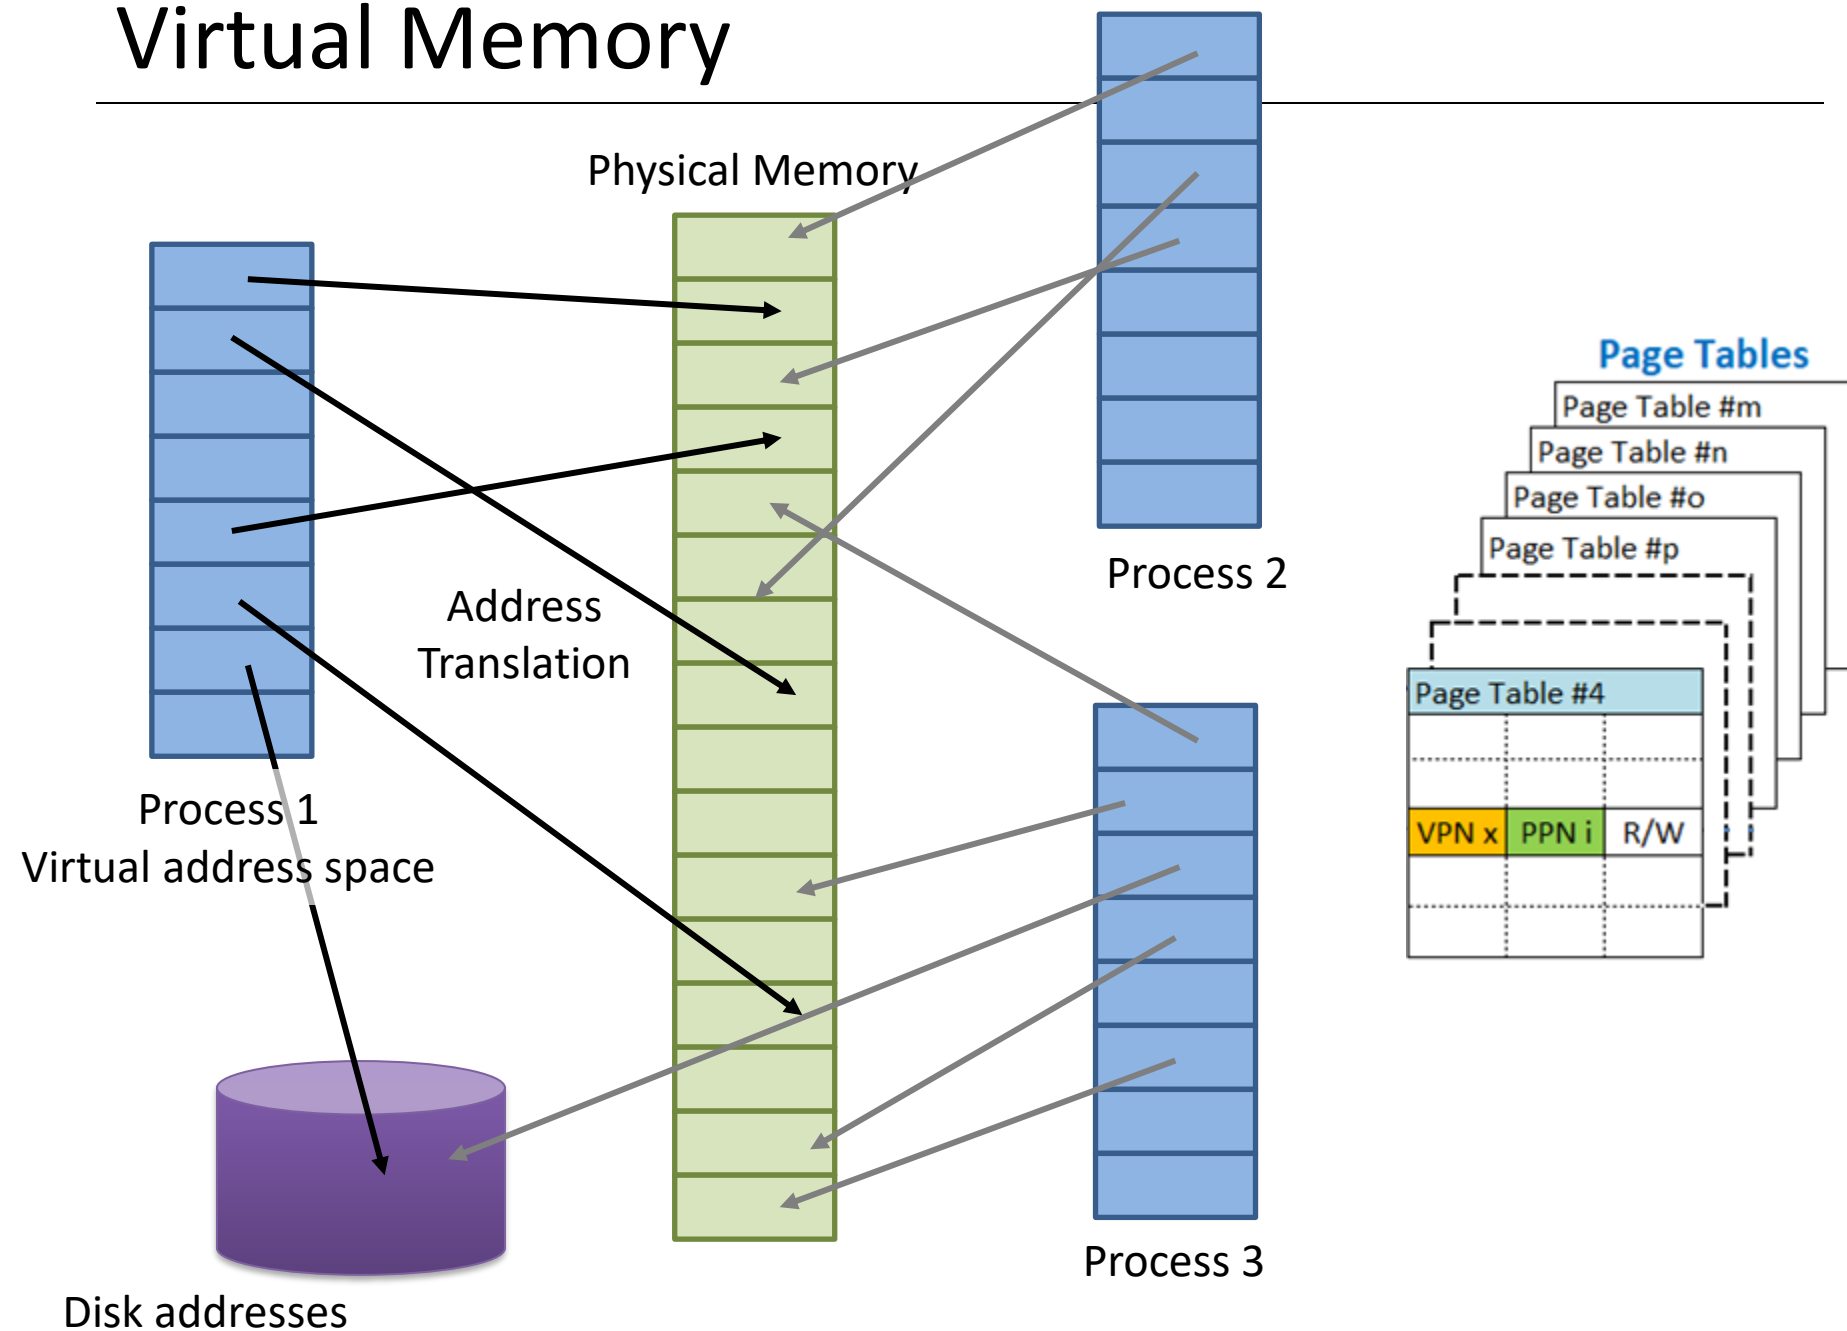 Virtual Memory
Physical Memory
Process 1
Virtual address space
Address
Translation
Disk addresses
Process 2
Process 3
Page Tables
Page Table #m
Page Table #n
Page Table #o
Page Table #p
Page Table #4
VPN x PPN i R/W